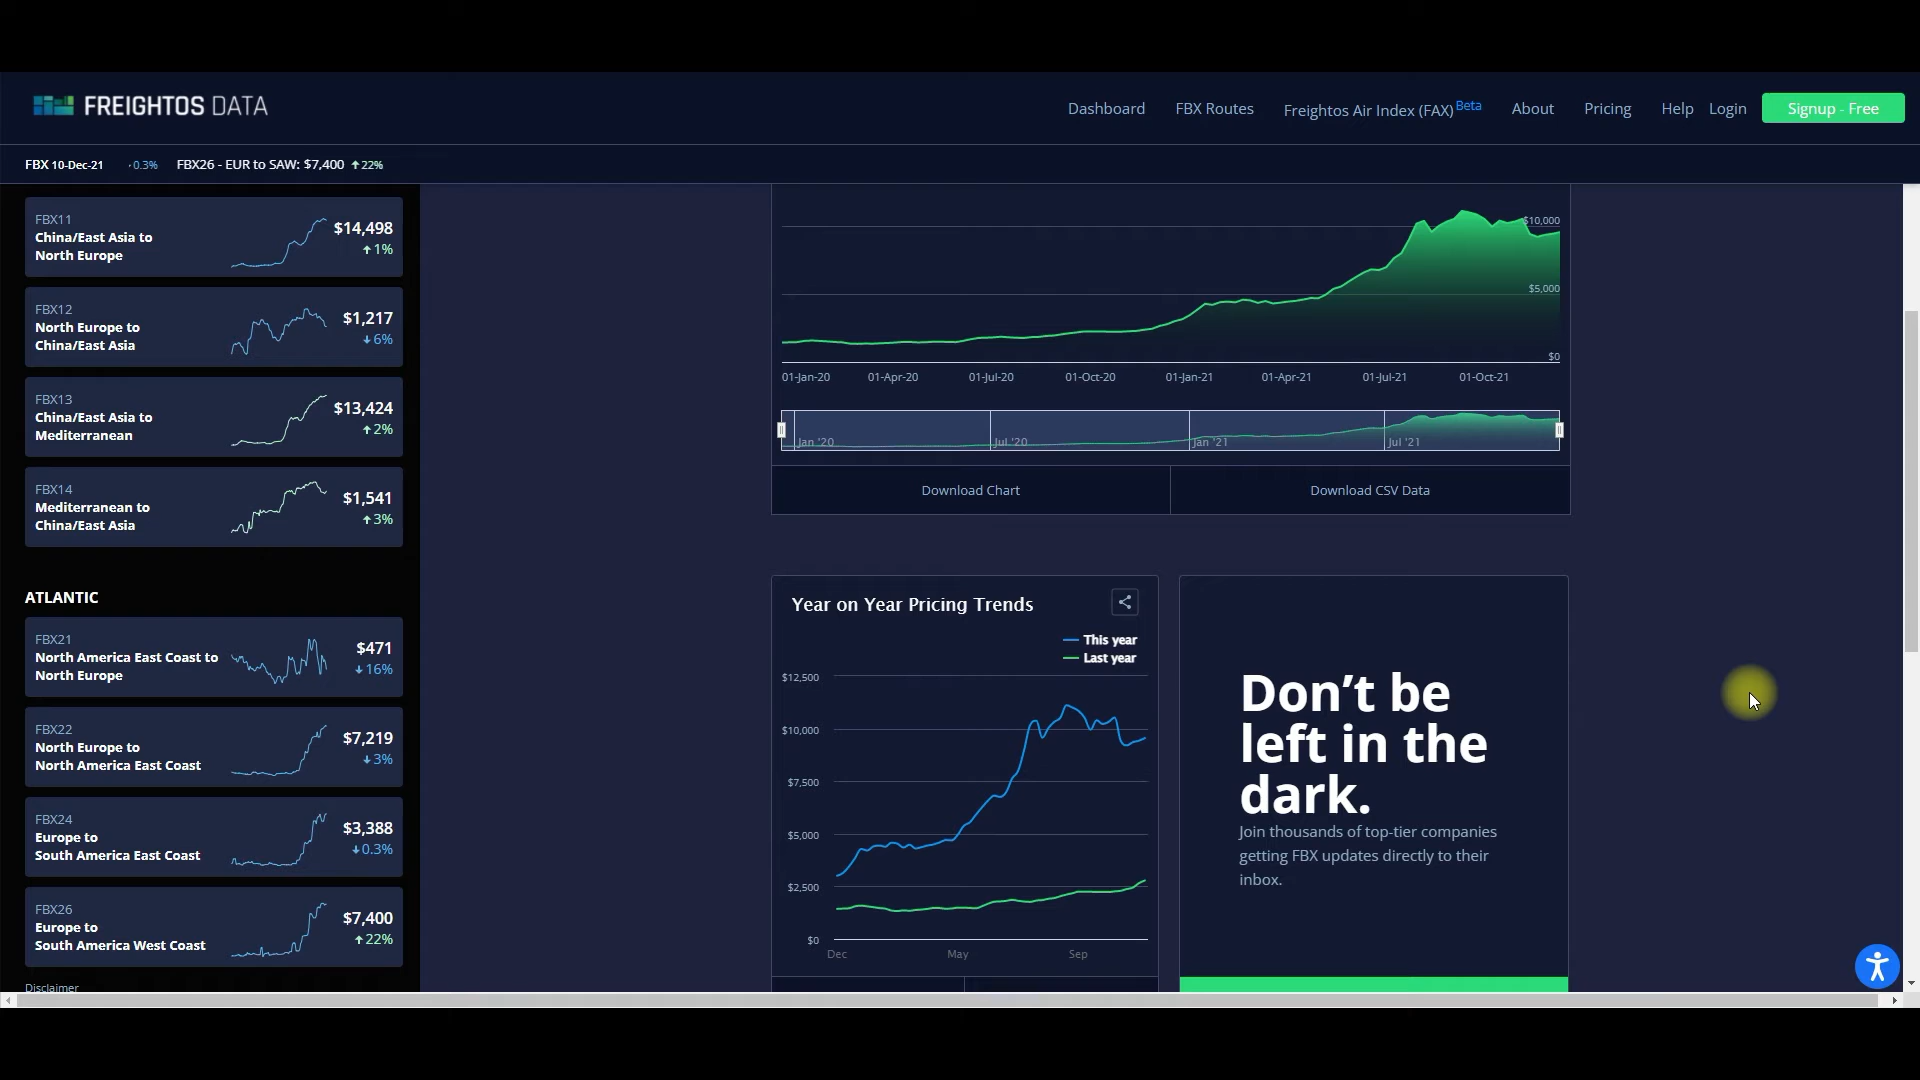 FREIGHTOS DATA
Dashboard
FBX Routes
Freightos Air Index (FAX) Beta
About
Pricing
Help
Login
Signup - Free
FBX 10-Dec-21
0.3%
FBX26 - EUR to SAW: $7,400 22%
FBX11
China/East Asia to
North Europe
$14,498
1%
FBX12
North Europe to
China/East Asia
$1,217
6%
FBX13
China/East Asia to
Mediterranean
$13,424
2%
FBX14
Mediterranean to
China/East Asia
$1,541
3%
ATLANTIC
FBX21
North America East Coast to
North Europe
$471
16%
FBX22
North Europe to
North America East Coast
$7,219
3%
FBX24
Europe to
South America East Coast
$3,388
0.3%
FBX26
Europe to
South America West Coast
$7,400
22%
Disclaimer
$10,000
$5,000
$0
01-Jan-20
01-Apr-20
01-Jul-20
01-Oct-20
01-Jan-21
01-Apr-21
01-Jul-21
01-Oct-21
Jan '20
Jul '20
Jan '21
Jul '21
Download Chart
Download CSV Data
Year on Year Pricing Trends
This year
Last year
$12,500
$10,000
$7,500
$5,000
$2,500
$0
Dec
May
Sep
Don't be
left in the
dark.
Join thousands of top-tier companies
getting FBX updates directly to their
inbox.